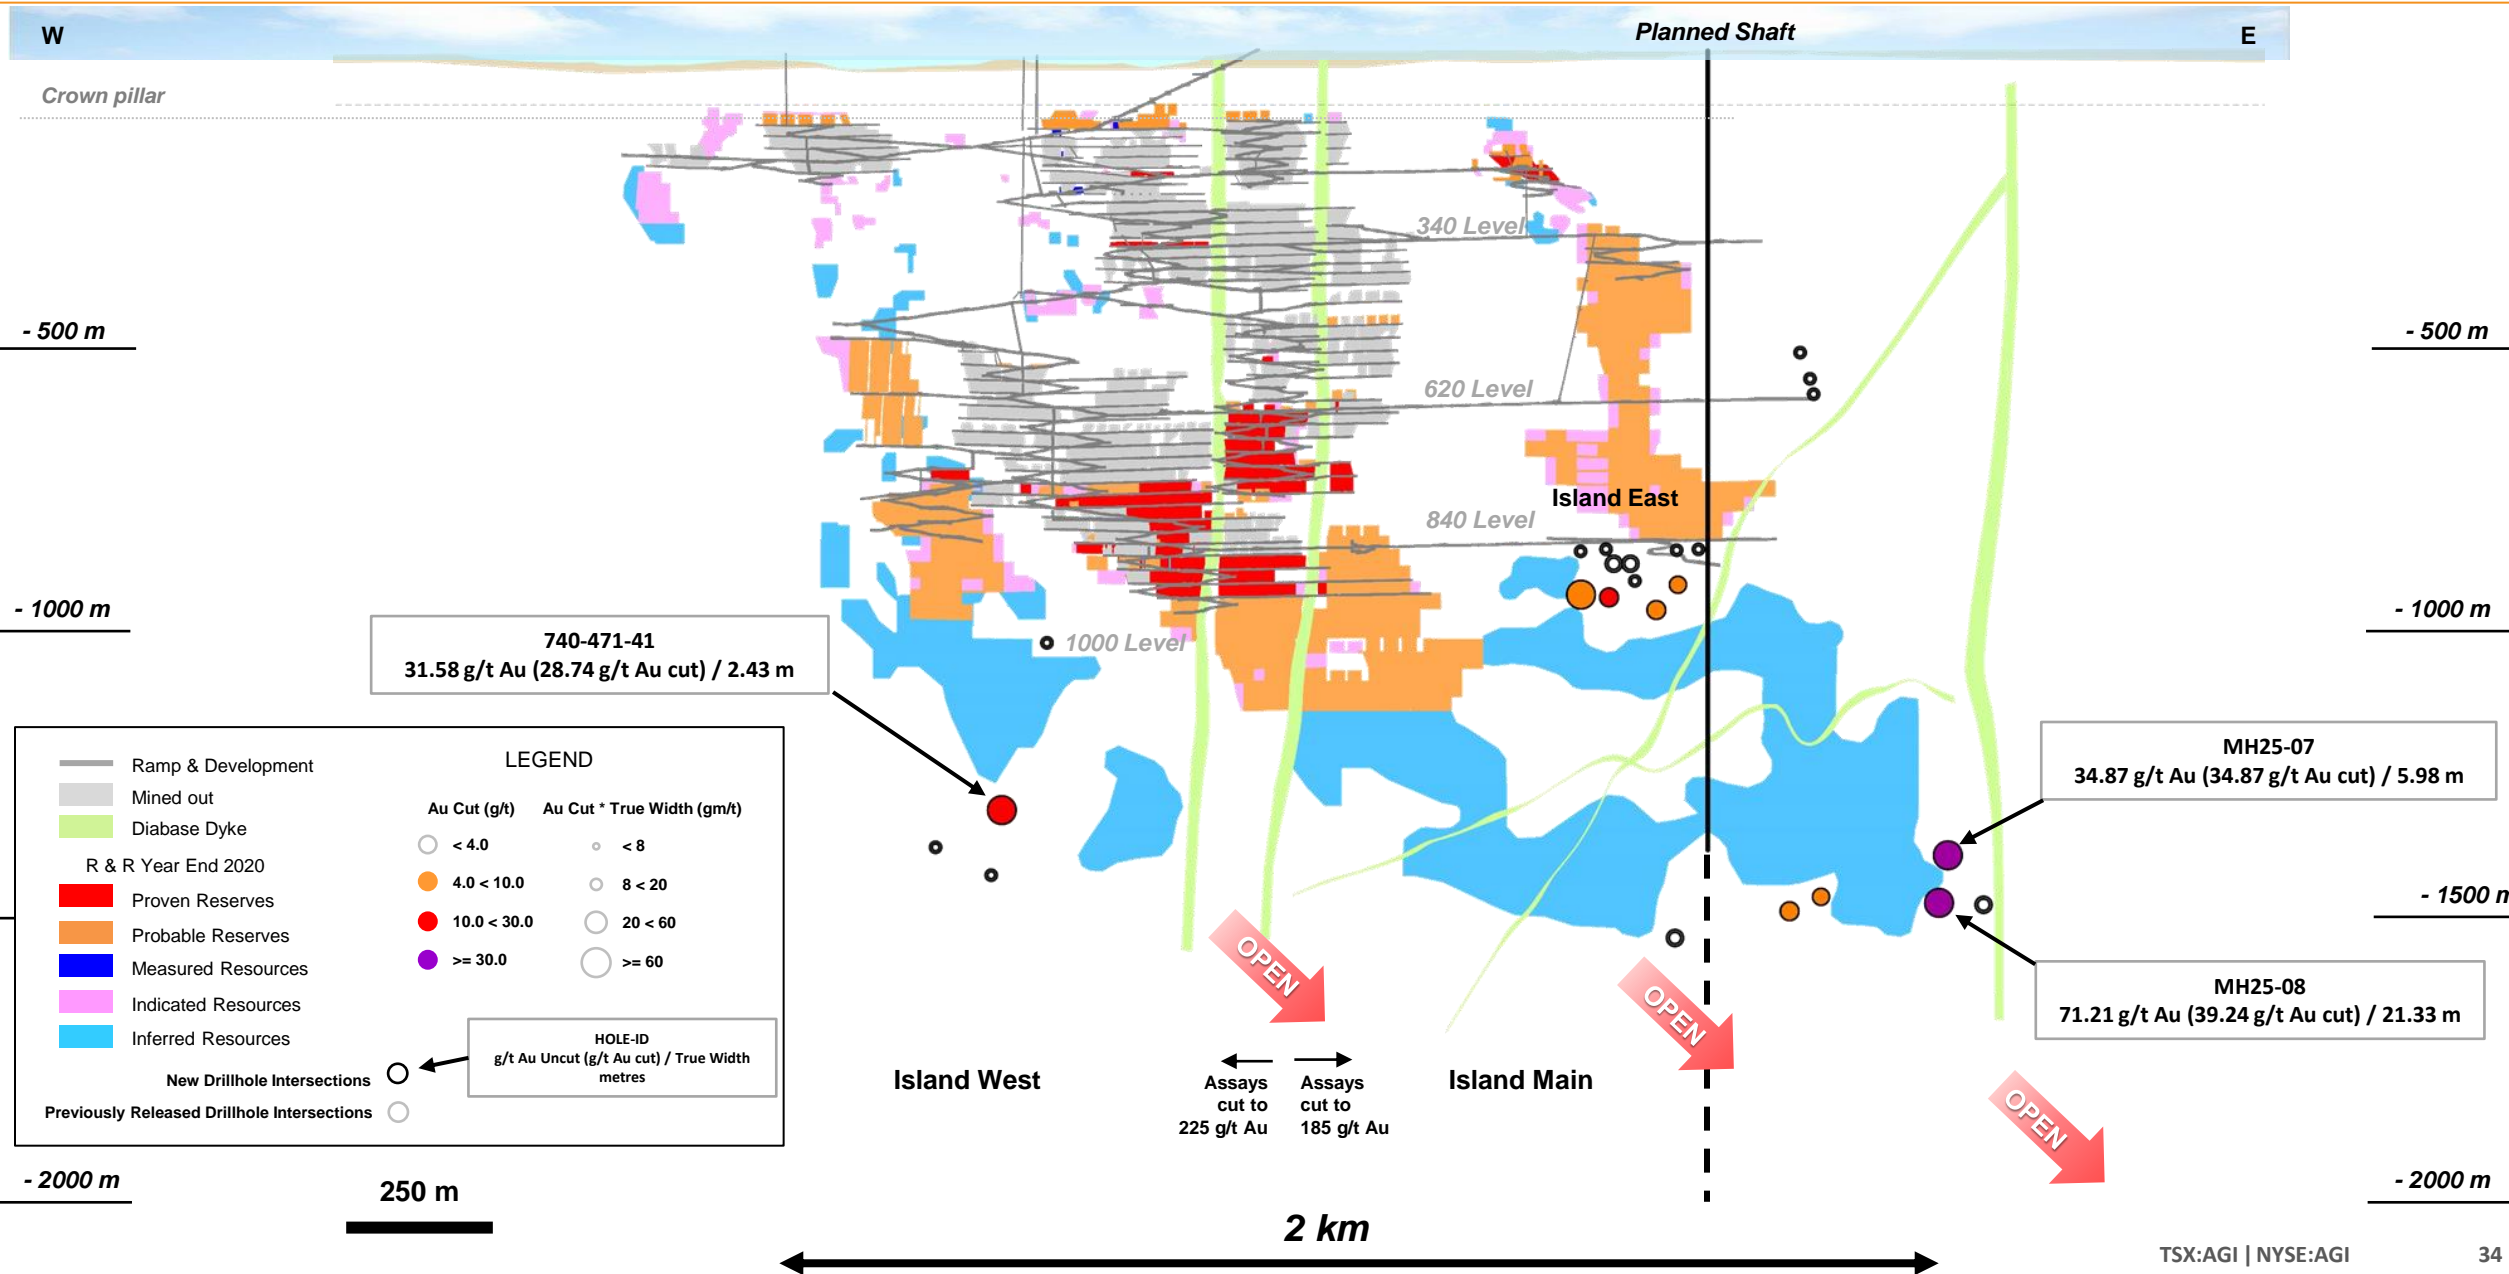 W
Planned Shaft
E
Crown pillar
340 Level
- 500 m
- 500 m
620 Level
Island East
840 Level
- 1000 m
- 1000 m
740-471-41
31.58 g/t Au (28.74 g/t Au cut) / 2.43 m
1000 Level
MH25-07
34.87 g/t Au (34.87 g/t Au cut) / 5.98 m
LEGEND
Ramp & Development
Mined out
Diabase Dyke
R & R Year End 2020
Proven Reserves
Probable Reserves
Measured Resources
Indicated Resources
Inferred Resources
Au Cut (g/t)
< 4.0
4.0 < 10.0
10.0 < 30.0
>= 30.0
Au Cut * True Width (gm/t)
< 8
8 < 20
20 < 60
>= 60
HOLE-ID
g/t Au Uncut (g/t Au cut) / True Width
metres
New Drillhole Intersections
Previously Released Drillhole Intersections
- 1500 m
MH25-08
71.21 g/t Au (39.24 g/t Au cut) / 21.33 m
OPEN
OPEN
OPEN
Island West
Assays
cut to
225 g/t Au
Assays
cut to
185 g/t Au
Island Main
- 2000 m
- 2000 m
250 m
2 km
TSX:AGI | NYSE:AGI
34